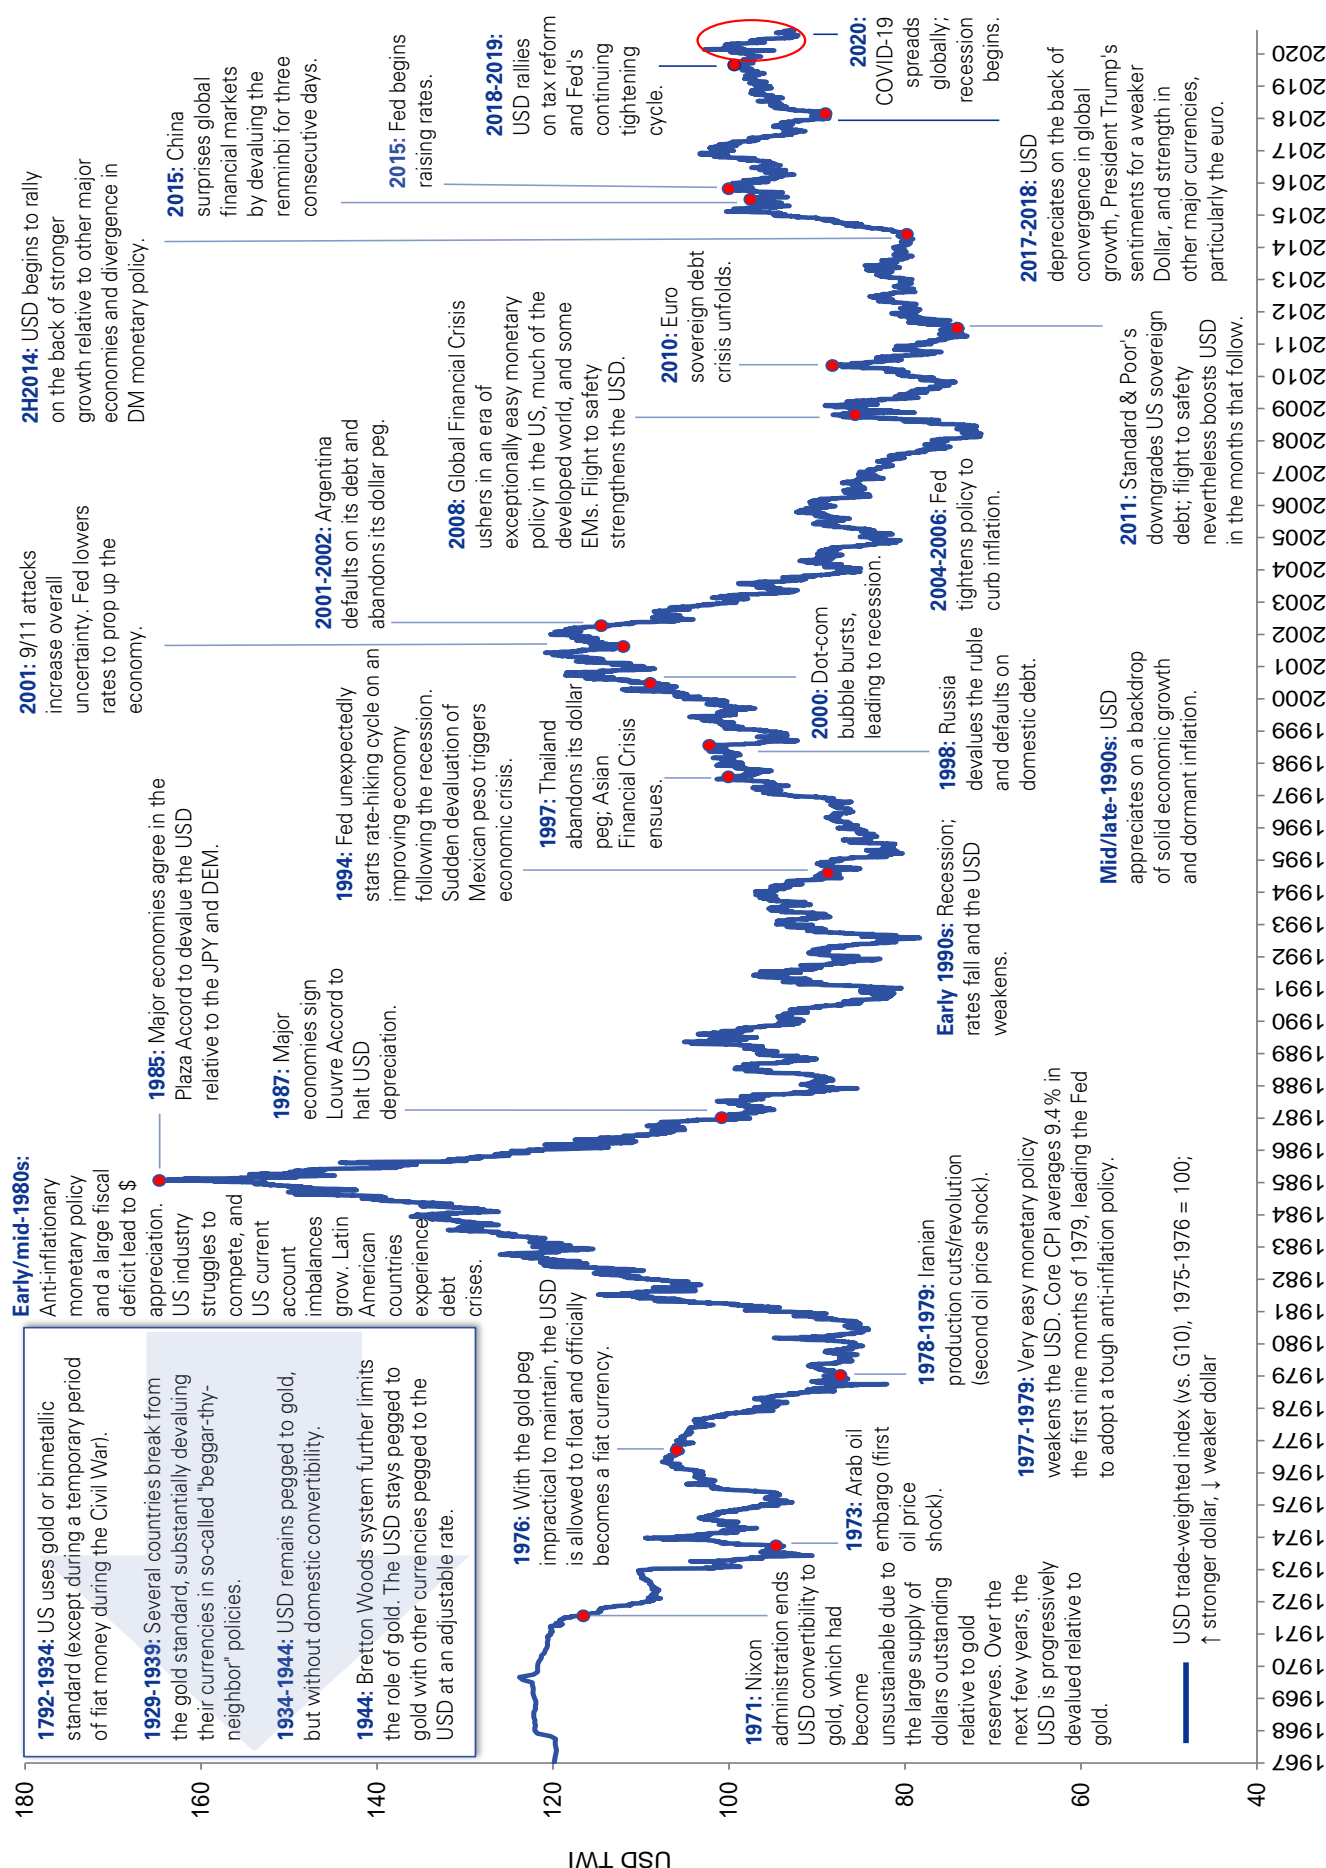 1792-1934: US uses gold or bimetallic
standard (except during a temporary period
of fiat money during the Civil War).
1929-1939: Several countries break from
the gold standard, substantially devaluing
their currencies in so-called "beggar-thy-
neighbor" policies.
1934-1944: USD remains pegged to gold,
but without domestic convertibility.
1944: Bretton Woods system further limits
the role of gold. The USD stays pegged to
gold with other currencies pegged to the
USD at an adjustable rate.
Early/mid-1980s:
Anti-inflationary
monetary policy
and a large fiscal
deficit lead to $
appreciation.
US industry
struggles to
compete, and
US current
account
imbalances
grow. Latin
American
countries
experience
debt
crises.
1985: Major economies agree in the
Plaza Accord to devalue the USD
relative to the JPY and DEM.
1987: Major
economies sign
Louvre Accord to
halt USD
depreciation.
2001: 9/11 attacks
increase overall
uncertainty. Fed lowers
rates to prop up the
economy.
2001-2002: Argentina
defaults on its debt and
abandons its dollar peg.
1994: Fed unexpectedly
starts rate-hiking cycle on an
improving economy
following the recession.
Sudden devaluation of
Mexican peso triggers
economic crisis.
1997: Thailand
abandons its dollar
peg; Asian
Financial Crisis
ensues.
2H2014: USD begins to rally
on the back of stronger
growth relative to other major
economies and divergence in
DM monetary policy.
2008: Global Financial Crisis
ushers in an era of
exceptionally easy monetary
policy in the US, much of the
developed world, and some
EMs. Flight to safety
strengthens the USD.
2010: Euro
sovereign debt
crisis unfolds.
2015: China
surprises global
financial markets
by devaluing the
renminbi for three
consecutive days.
2015: Fed begins
raising rates.
2018-2019:
USD rallies
on tax reform
and Fed's
continuing
tightening
cycle.
1976: With the gold peg
impractical to maintain, the USD
is allowed to float and officially
becomes a fiat currency.
1971: Nixon
administration ends
USD convertibility to
gold, which had
become
unsustainable due to
the large supply of
dollars outstanding
relative to gold
reserves. Over the
next few years, the
USD is progressively
devalued relative to
gold.
1973: Arab oil
embargo (first
oil price
shock).
1978-1979: Iranian
production cuts/revolution
(second oil price shock).
1977-1979: Very easy monetary policy
weakens the USD. Core CPI averages 9.4% in
the first nine months of 1979, leading the Fed
to adopt a tough anti-inflation policy.
Early 1990s: Recession;
rates fall and the USD
weakens.
Mid/late-1990s: USD
appreciates on a backdrop
of solid economic growth
and dormant inflation.
1998: Russia
devalues the ruble
and defaults on
domestic debt.
2000: Dot-com
bubble bursts,
leading to recession.
2004-2006: Fed
tightens policy to
curb inflation.
2011: Standard & Poor's
downgrades US sovereign
debt; flight to safety
nevertheless boosts USD
in the months that follow.
2017-2018: USD
depreciates on the back of
convergence in global
growth, President Trump's
sentiments for a weaker
Dollar, and strength in
other major currencies,
particularly the euro.
2020:
COVID-19
spreads
globally;
recession
begins.
USD trade-weighted index (vs. G10), 1975-1976 = 100;
↑ stronger dollar, ↓ weaker dollar
USD TWI
180
160
140
120
100
80
60
40
1967
1968
1969
1970
1971
1972
1973
1974
1975
1976
1977
1978
1979
1980
1981
1982
1983
1984
1985
1986
1987
1988
1989
1990
1991
1992
1993
1994
1995
1996
1997
1998
1999
2000
2001
2002
2003
2004
2005
2006
2007
2008
2009
2010
2011
2012
2013
2014
2015
2016
2017
2018
2019
2020